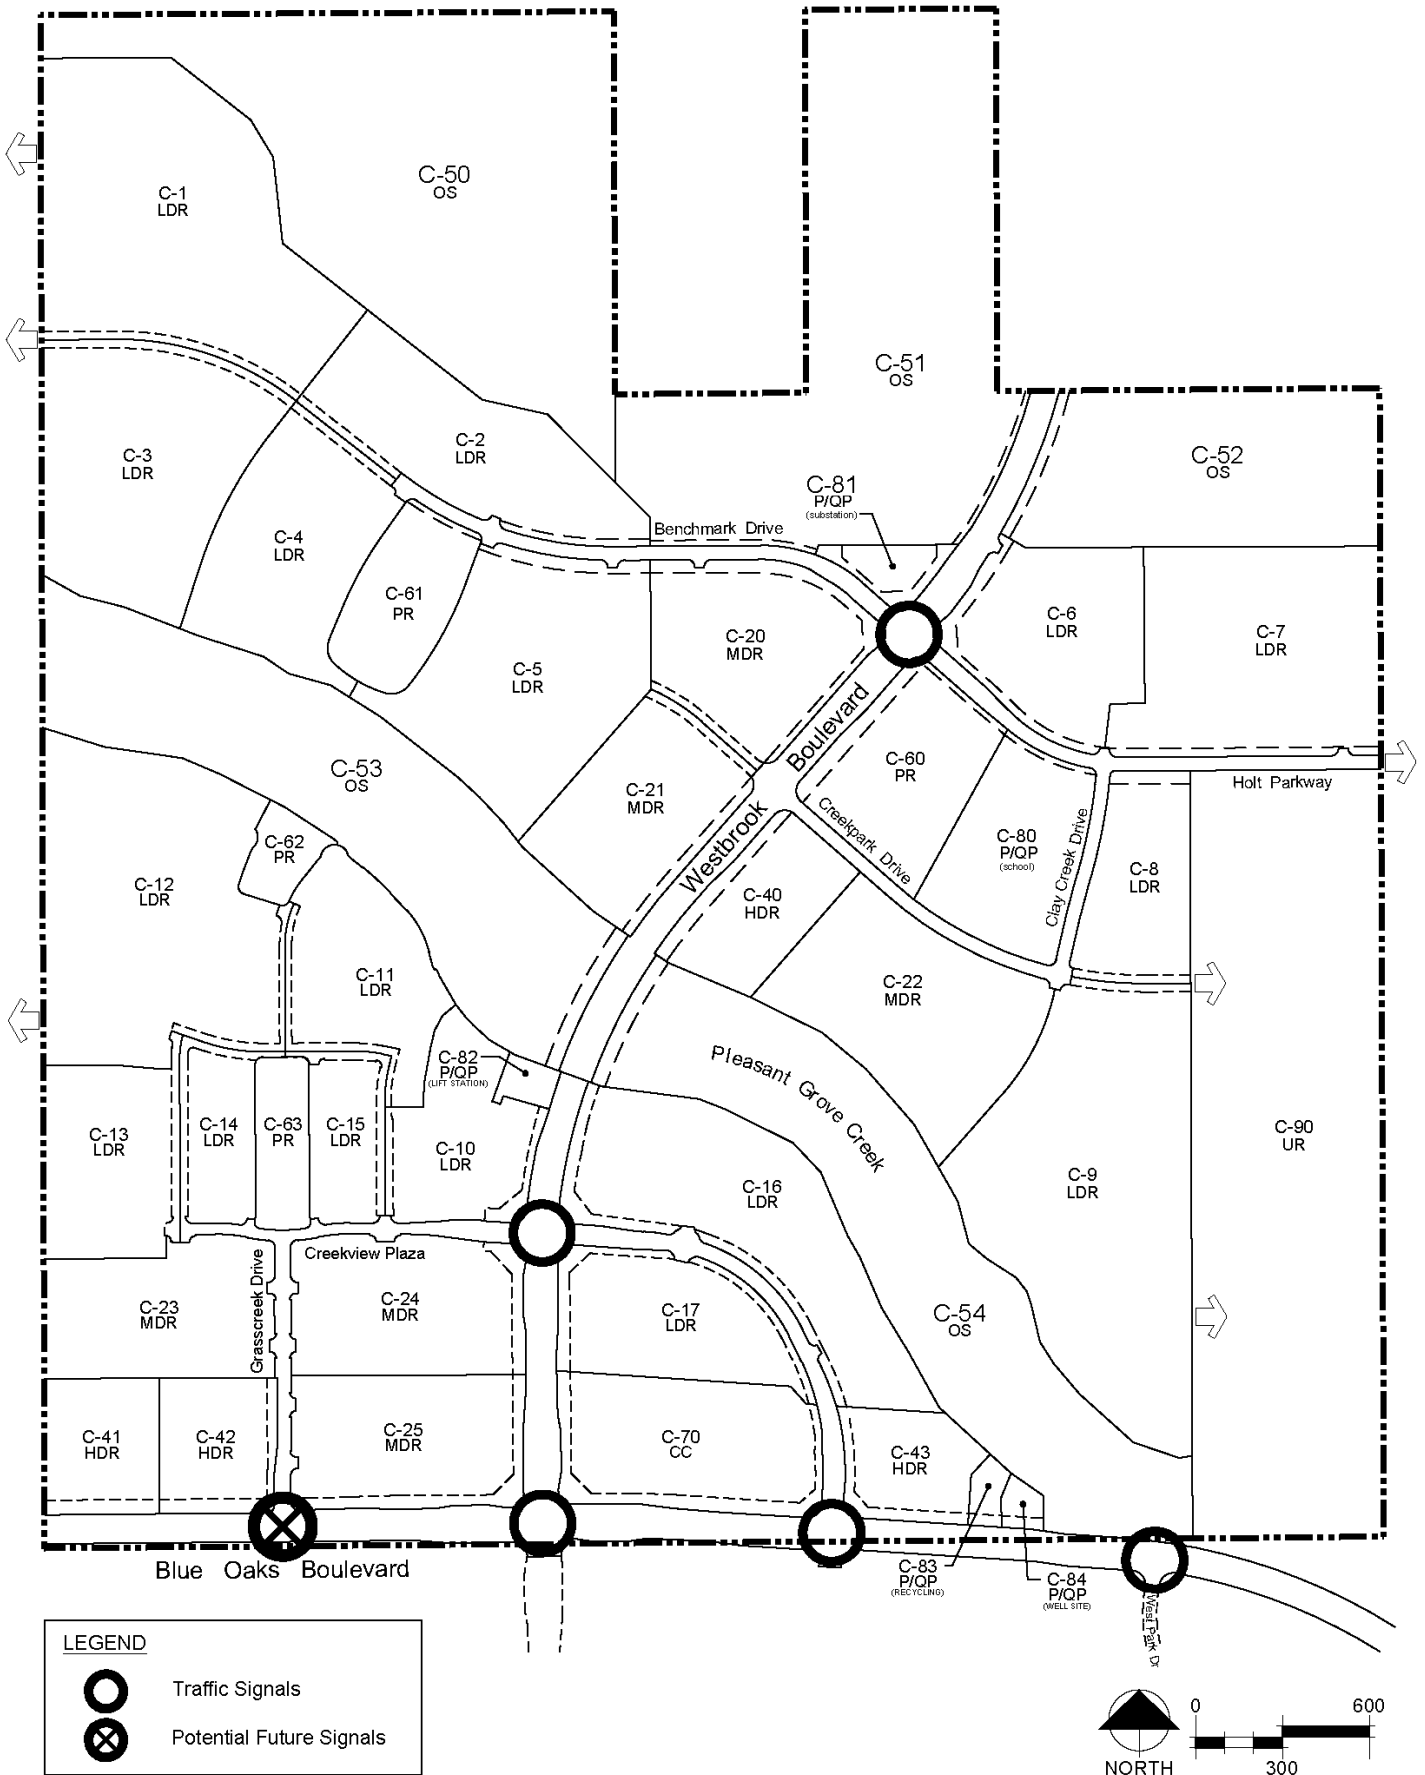 C-50
OS
C-1
LDR
C-51
OS
C-2
LDR
C-3
LDR
C-52
OS
C-81
P/QP
(substation)
Benchmark Drive
C-4
LDR
C-61
PR
C-6
LDR
C-7
LDR
C-20
MDR
C-5
LDR
Westbrook Boulevard
C-60
PR
C-53
OS
C-21
MDR
Holt Parkway
Creekpark Drive
C-80
P/QP
(school)
Clay Creek Drive
C-62
PR
C-8
LDR
C-12
LDR
C-40
HDR
C-11
LDR
C-22
MDR
C-82
P/QP
(LIFT STATION)
Pleasant Grove Creek
C-13
LDR
C-14
LDR
C-63
PR
C-15
LDR
C-10
LDR
C-90
UR
C-16
LDR
C-9
LDR
Creekview Plaza
Grasscreek Drive
C-23
MDR
C-24
MDR
C-17
LDR
C-54
OS
C-41
HDR
C-42
HDR
C-25
MDR
C-70
CC
C-43
HDR
Blue Oaks Boulevard
C-83
P/QP
(RECYCLING)
C-84
P/QP
(WELL SITE)
West Park Dr
LEGEND
Traffic Signals
Potential Future Signals
NORTH
0
600
300